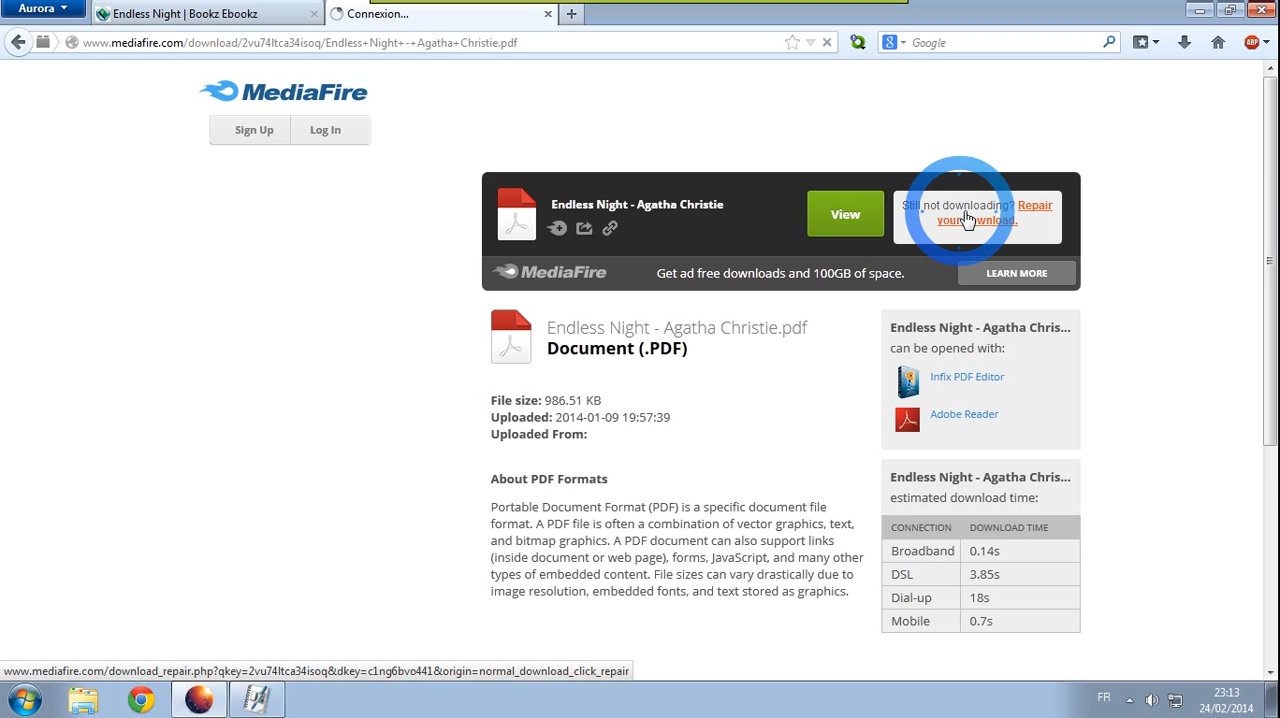 Aurora
Endless Night | Bookz Ebookz
Connexion...
www.mediafire.com/download/2vu74ltca34isoq/Endless+Night+-+Agatha+Christie.pdf
Google
ABP
MediaFire
Sign Up
Log In
Endless Night - Agatha Christie
View
Still not downloading? Repair
your download.
MediaFire
Get ad free downloads and 100GB of space.
LEARN MORE
Endless Night - Agatha Christie.pdf
Document (.PDF)
File size: 986.51 KB
Uploaded: 2014-01-09 19:57:39
Uploaded From:
About PDF Formats
Portable Document Format (PDF) is a specific document file
format. A PDF file is often a combination of vector graphics, text,
and bitmap graphics. A PDF document can also support links
(inside document or web page), forms, JavaScript, and many other
types of embedded content. File sizes can vary drastically due to
image resolution, embedded fonts, and text stored as graphics.
Endless Night - Agatha Chris...
can be opened with:
Infix PDF Editor
Adobe Reader
Endless Night - Agatha Chris...
estimated download time:
CONNECTION DOWNLOAD TIME
Broadband 0.14s
DSL 3.85s
Dial-up 18s
Mobile 0.7s
www.mediafire.com/download_repair.php?qkey=2vu74ltca34isoq&dkey=c1ng6bvo441&origin=normal_download_click_repair
FR
23:13
24/02/2014